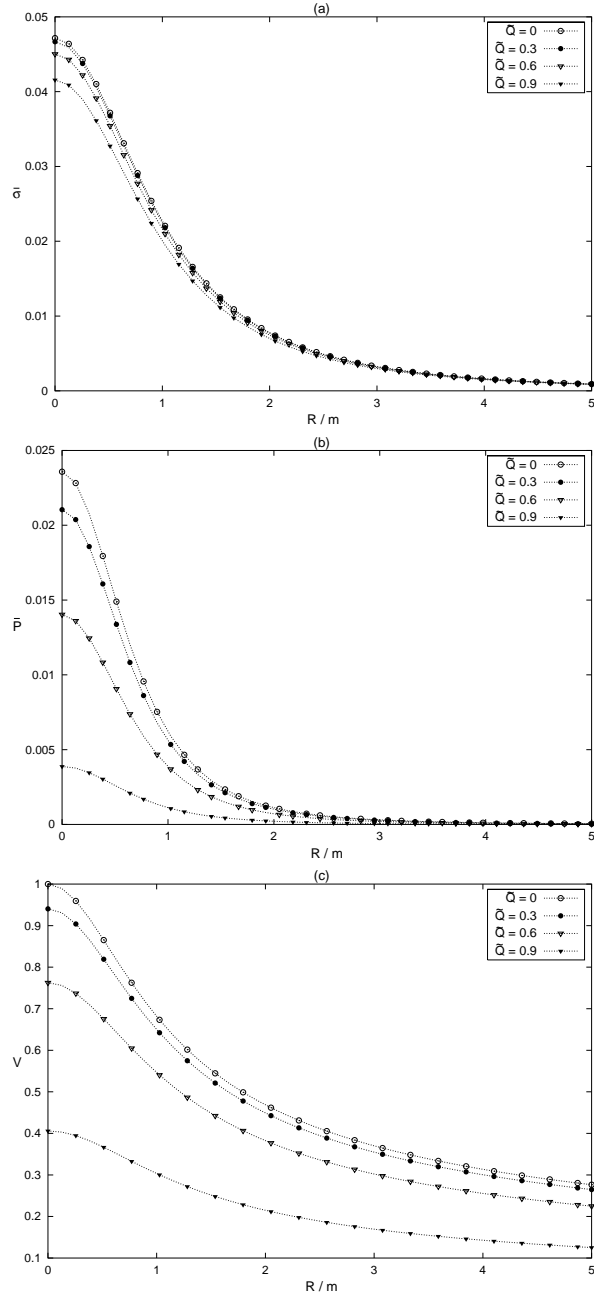 (a)
0.05
0.04
0.03
0.02
0.01
0
σ̄
Q̃ = 0
Q̃ = 0.3
Q̃ = 0.6
Q̃ = 0.9
0 1 2 3 4 5
R / m
(b)
0.025
0.02
0.015
0.01
0.005
0
P̄
Q̃ = 0
Q̃ = 0.3
Q̃ = 0.6
Q̃ = 0.9
0 1 2 3 4 5
R / m
(c)
1
0.9
0.8
0.7
0.6
0.5
0.4
0.3
0.2
0.1
V
Q̃ = 0
Q̃ = 0.3
Q̃ = 0.6
Q̃ = 0.9
0 1 2 3 4 5
R / m